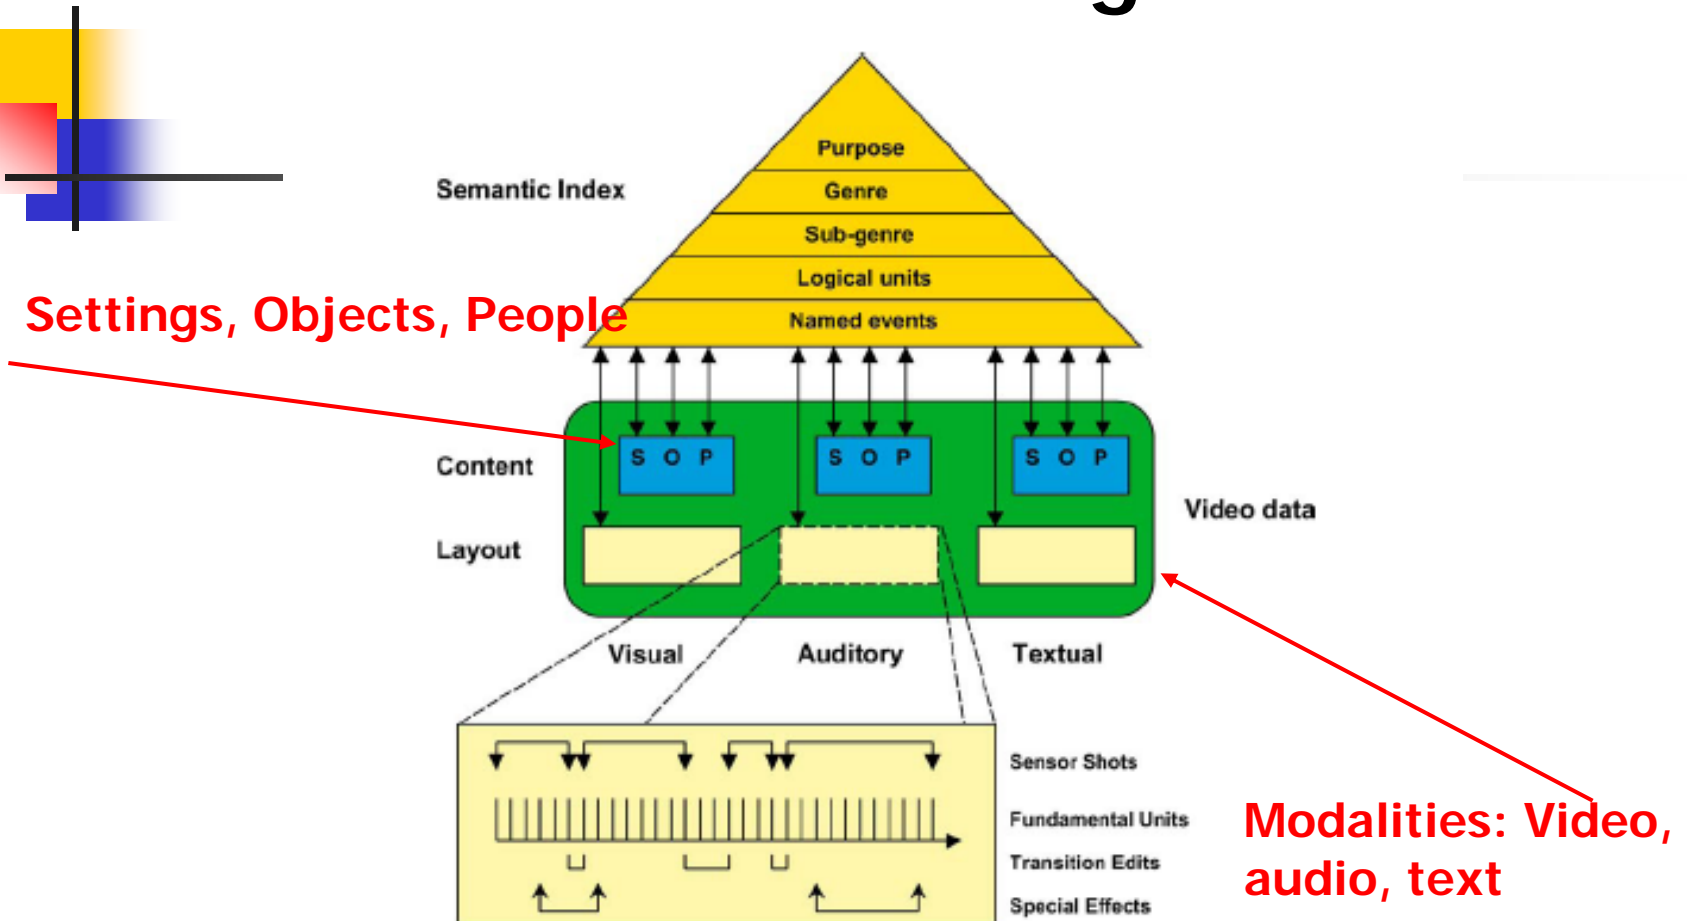 Purpose
Semantic Index
Genre
Sub-genre
Logical units
Settings, Objects, People
Named events
Content
S O P
S O P
S O P
Video data
Layout
Visual
Auditory
Textual
Sensor Shots
Fundamental Units
Transition Edits
Special Effects
Modalities: Video,
audio, text